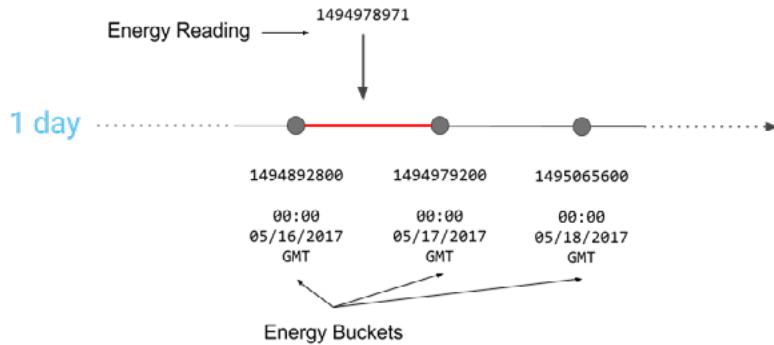 1494978971
Energy Reading
1 day
1494892800 1494979200 1495065600
00:00 00:00 00:00
05/16/2017 05/17/2017 05/18/2017
GMT GMT GMT
Energy Buckets